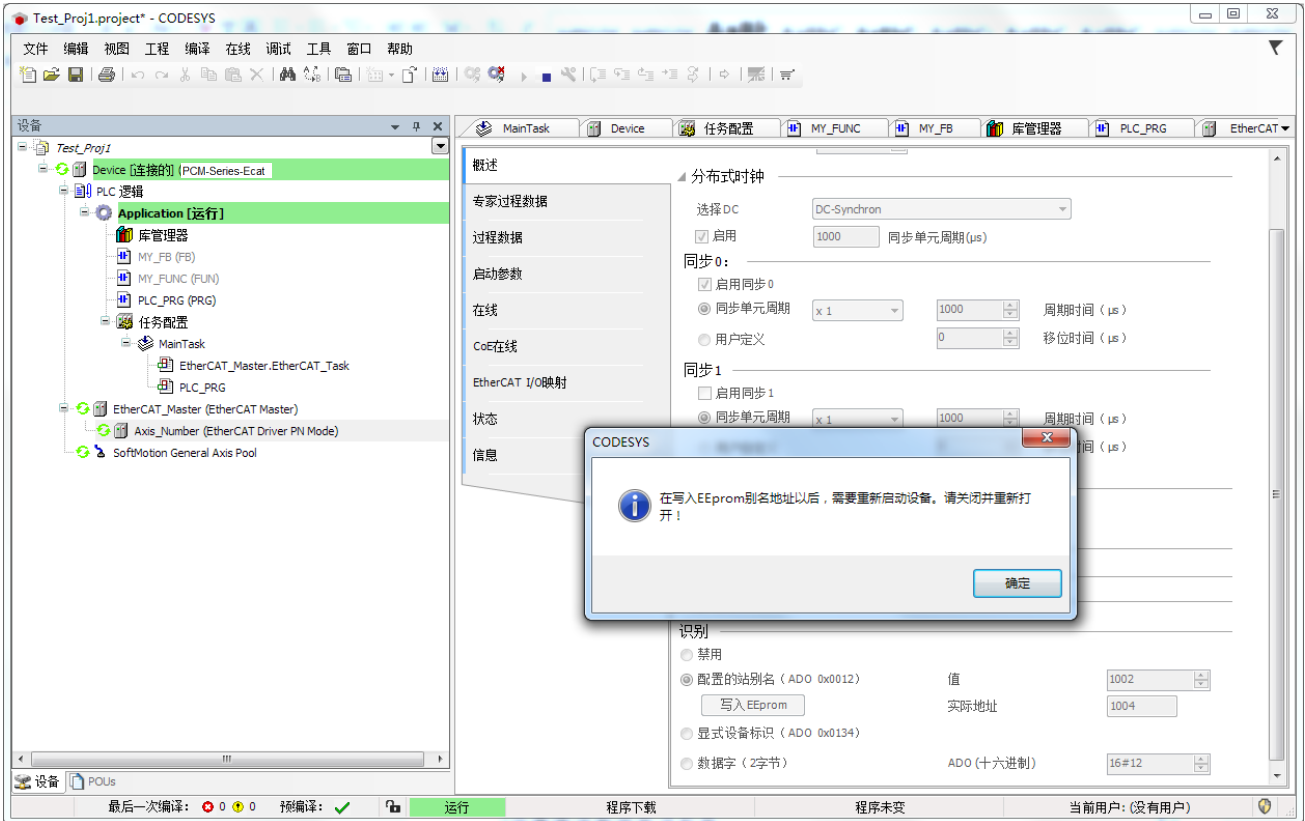 Test_Proj1.project* - CODESYS
文件 编辑 视图 工程 编译 在线 调试 工具 窗口 帮助
设备
Test_Proj1
Device [连接的] (PCM-Series-Ecat
PLC 逻辑
Application [运行]
库管理器
MY_FB (FB)
MY_FUNC (FUN)
PLC_PRG (PRG)
任务配置
MainTask
EtherCAT_Master.EtherCAT_Task
PLC_PRG
EtherCAT_Master (EtherCAT Master)
Axis_Number (EtherCAT Driver PN Mode)
SoftMotion General Axis Pool
设备 POUs
MainTask Device 任务配置 MY_FUNC MY_FB 库管理器 PLC_PRG EtherCAT
概述
专家过程数据
过程数据
启动参数
在线
CoE在线
EtherCAT I/O映射
状态
信息
分布式时钟
选择DC DC-Synchron
启用 1000 同步单元周期(μs)
同步0:
启用同步0
同步单元周期 x 1 1000 周期时间(μs)
用户定义 0 移位时间(μs)
同步1
启用同步1
同步单元周期 x 1 1000 周期时间(μs)
间(μs)
CODESYS
在写入EEprom别名地址以后,需要重新启动设备。请关闭并重新打
开!
确定
识别
禁用
配置的站别名(ADO 0x0012) 值 1002
写入EEprom 实际地址 1004
显式设备标识(ADO 0x0134)
数据字(2字节) ADO(十六进制) 16#12
最后一次编译: 0 0 预编译: 运行 程序下载 程序未变 当前用户:(没有用户)